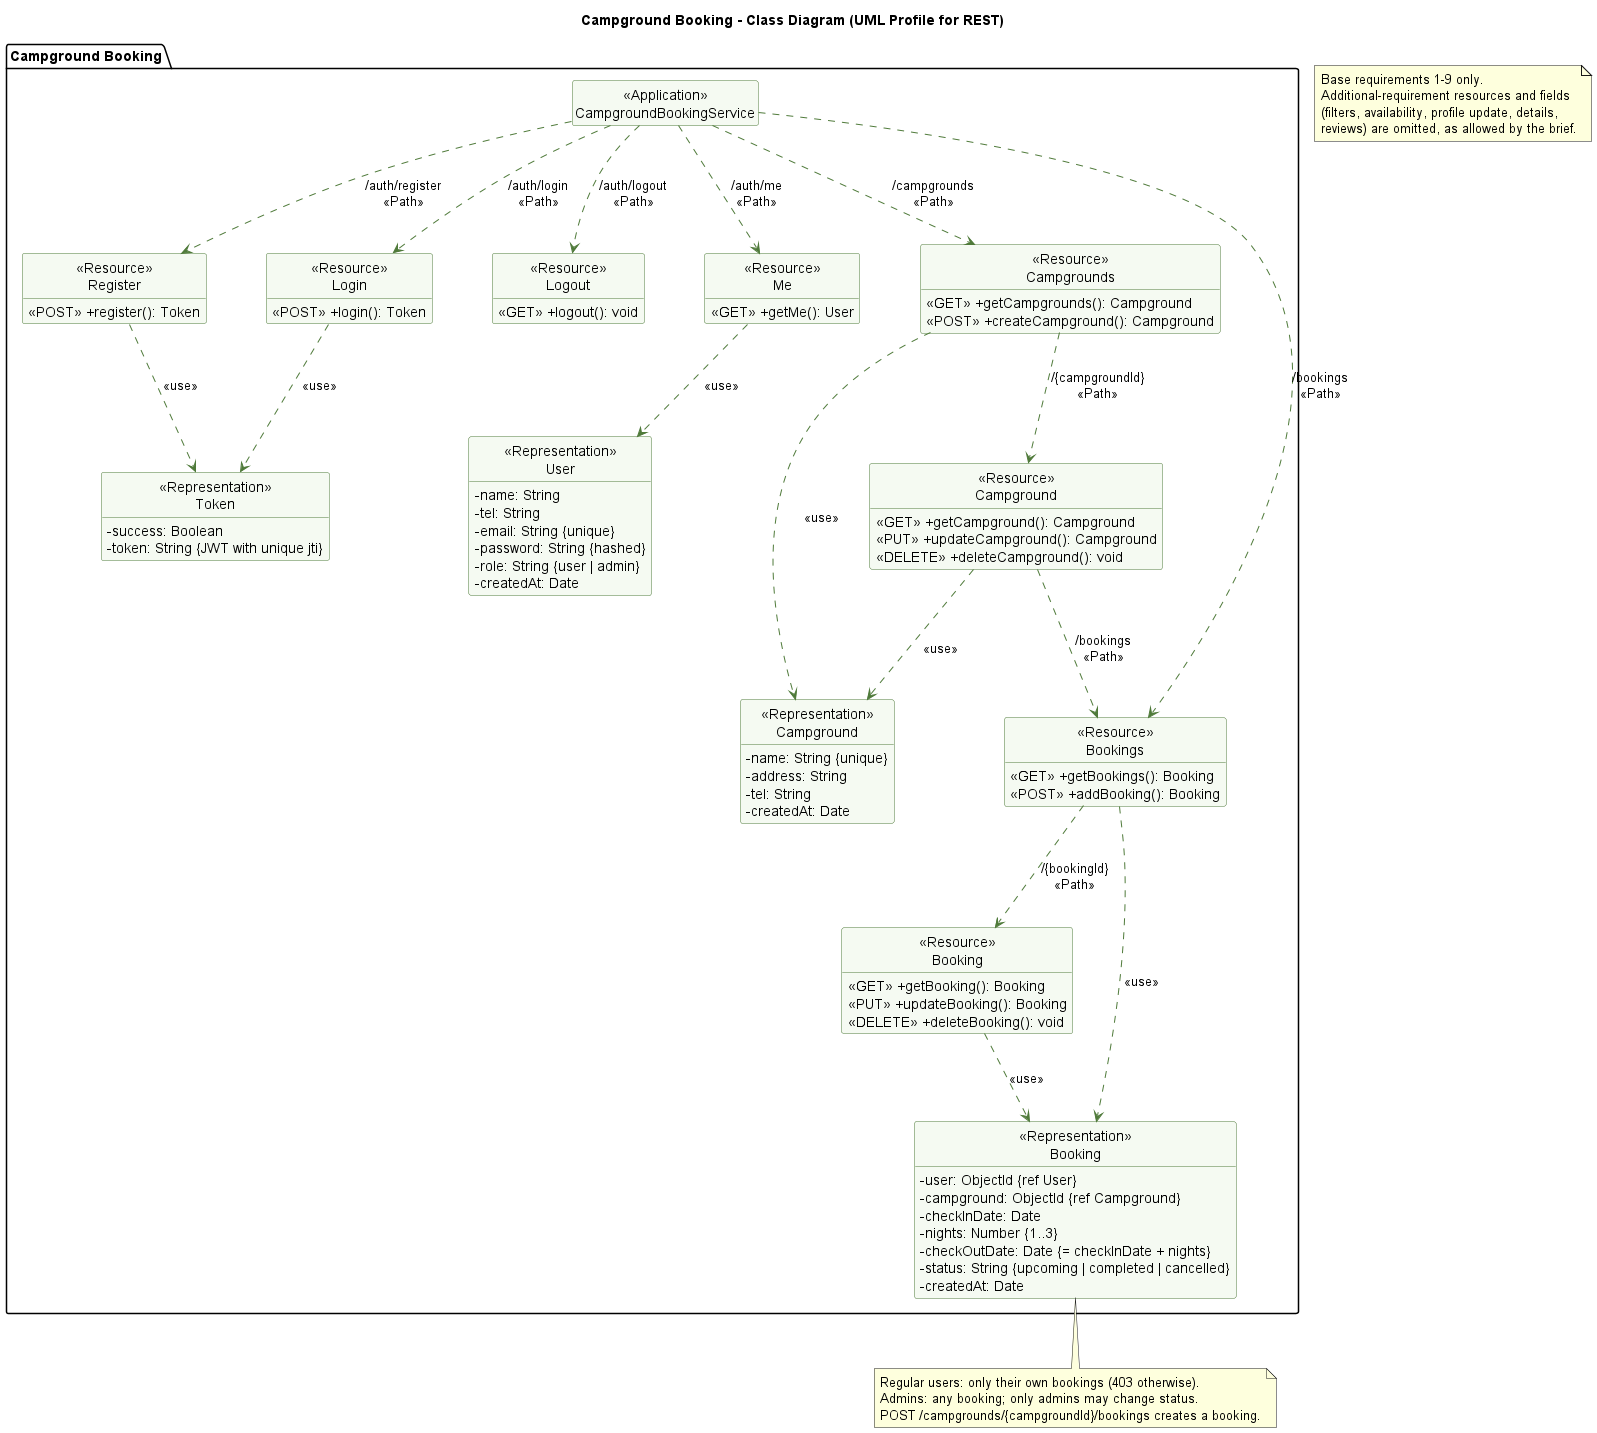 Campground Booking - Class Diagram (UML Profile for REST)
Campground Booking
Base requirements 1-9 only.
Additional-requirement resources and fields
(filters, availability, profile update, details,
reviews) are omitted, as allowed by the brief.
«Application»
CampgroundBookingService
/auth/register
«Path»
/auth/login
«Path»
/auth/logout
«Path»
/auth/me
«Path»
/campgrounds
«Path»
«Resource»
Register
«POST» +register(): Token
«Resource»
Login
«POST» +login(): Token
«Resource»
Logout
«GET» +logout(): void
«Resource»
Me
«GET» +getMe(): User
«Resource»
Campgrounds
«GET» +getCampgrounds(): Campground
«POST» +createCampground(): Campground
«use»
«use»
«use»
/{campgroundId}
«Path»
/bookings
«Path»
«Representation»
Token
-success: Boolean
-token: String {JWT with unique jti}
«Representation»
User
-name: String
-tel: String
-email: String {unique}
-password: String {hashed}
-role: String {user | admin}
-createdAt: Date
«use»
«Resource»
Campground
«GET» +getCampground(): Campground
«PUT» +updateCampground(): Campground
«DELETE» +deleteCampground(): void
«use»
/bookings
«Path»
«Representation»
Campground
-name: String {unique}
-address: String
-tel: String
-createdAt: Date
«Resource»
Bookings
«GET» +getBookings(): Booking
«POST» +addBooking(): Booking
/{bookingId}
«Path»
«use»
«Resource»
Booking
«GET» +getBooking(): Booking
«PUT» +updateBooking(): Booking
«DELETE» +deleteBooking(): void
«use»
«Representation»
Booking
-user: ObjectId {ref User}
-campground: ObjectId {ref Campground}
-checkInDate: Date
-nights: Number {1..3}
-checkOutDate: Date {= checkInDate + nights}
-status: String {upcoming | completed | cancelled}
-createdAt: Date
Regular users: only their own bookings (403 otherwise).
Admins: any booking; only admins may change status.
POST /campgrounds/{campgroundId}/bookings creates a booking.